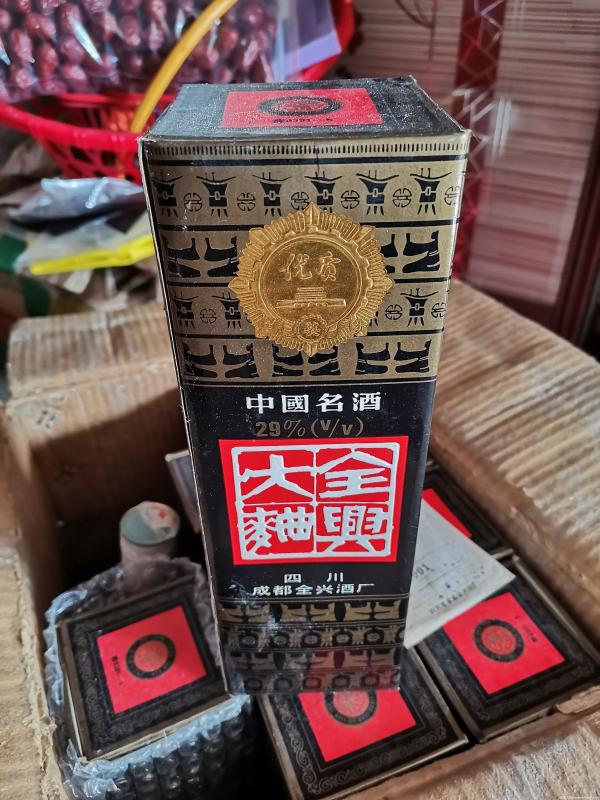 优质
中國名酒
29%(v/v)
全興
大麯
四川
成都全兴酒厂